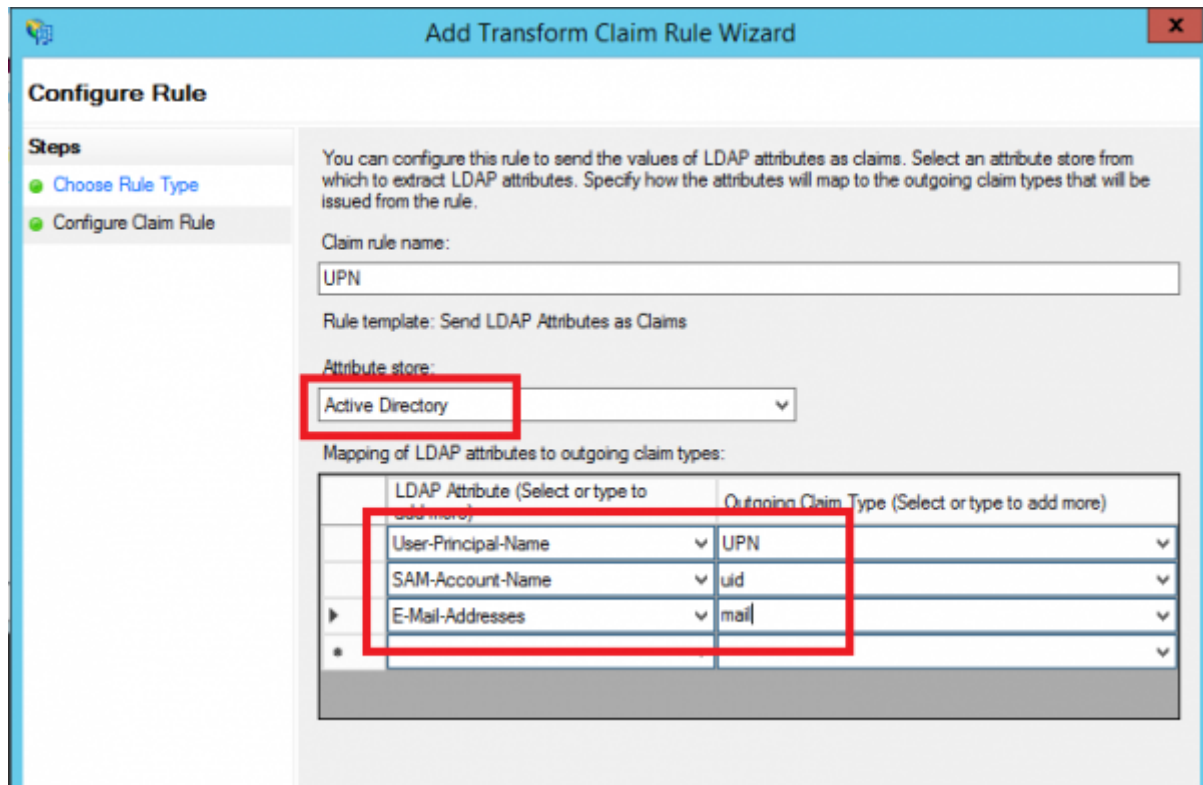 Add Transform Claim Rule Wizard
x
Configure Rule
Steps
Choose Rule Type
Configure Claim Rule
You can configure this rule to send the values of LDAP attributes as claims. Select an attribute store from
which to extract LDAP attributes. Specify how the attributes will map to the outgoing claim types that will be
issued from the rule.
Claim rule name:
UPN
Rule template: Send LDAP Attributes as Claims
Attribute store:
Active Directory
Mapping of LDAP attributes to outgoing claim types:
LDAP Attribute (Select or type to
add more)
Outgoing Claim Type (Select or type to add more)
User-Principal-Name
UPN
SAM-Account-Name
uid
E-Mail-Addresses
mail